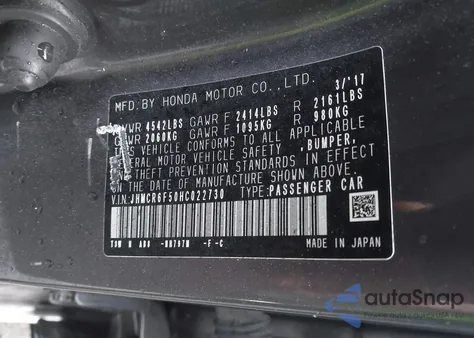 MFD. BY HONDA MOTOR CO., LTD. 3/'17
GVWR 4542LBS GAWR F 2414LBS R 2161LBS
GVWR 2060KG GAWR F 1095KG R 980KG
THIS VEHICLE CONFORMS TO ALL APPLICABLE
FEDERAL MOTOR VEHICLE SAFETY, BUMPER,
AND THEFT PREVENTION STANDARDS IN EFFECT
ON THE DATE OF MANUFACTURE SHOWN ABOVE.
V.I.N: JHMCR6F50HC022730 TYPE: PASSENGER CAR
-NH797M -F -C
MADE IN JAPAN
autoSnap